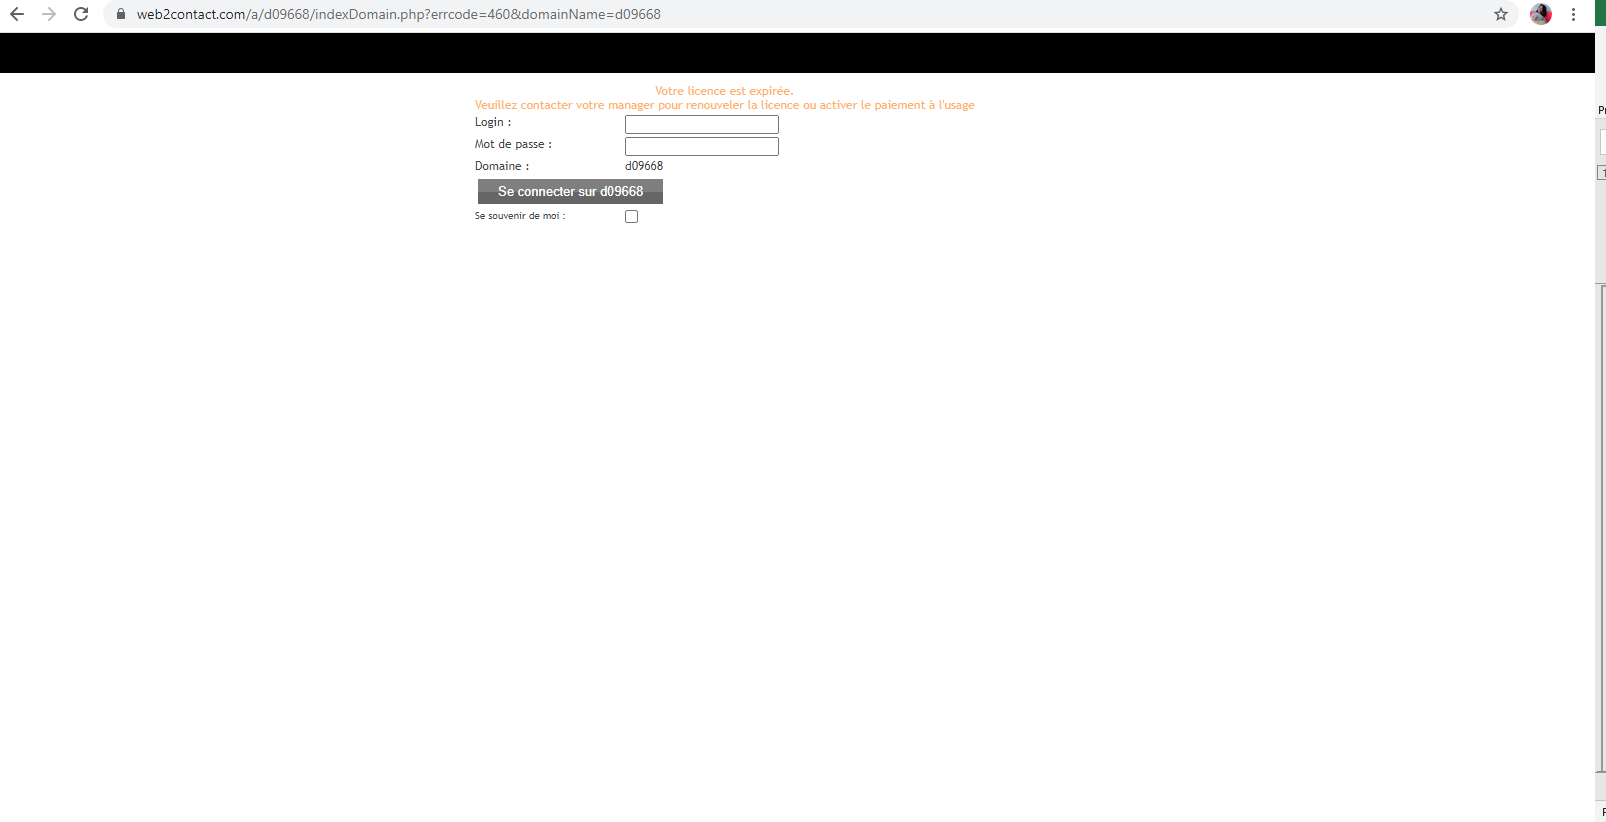 web2contact.com/a/d09668/indexDomain.php?errcode=460&domainName=d09668
Votre licence est expirée.
Veuillez contacter votre manager pour renouveler la licence ou activer le paiement à l'usage
Login :
Mot de passe :
Domaine : d09668
Se connecter sur d09668
Se souvenir de moi :